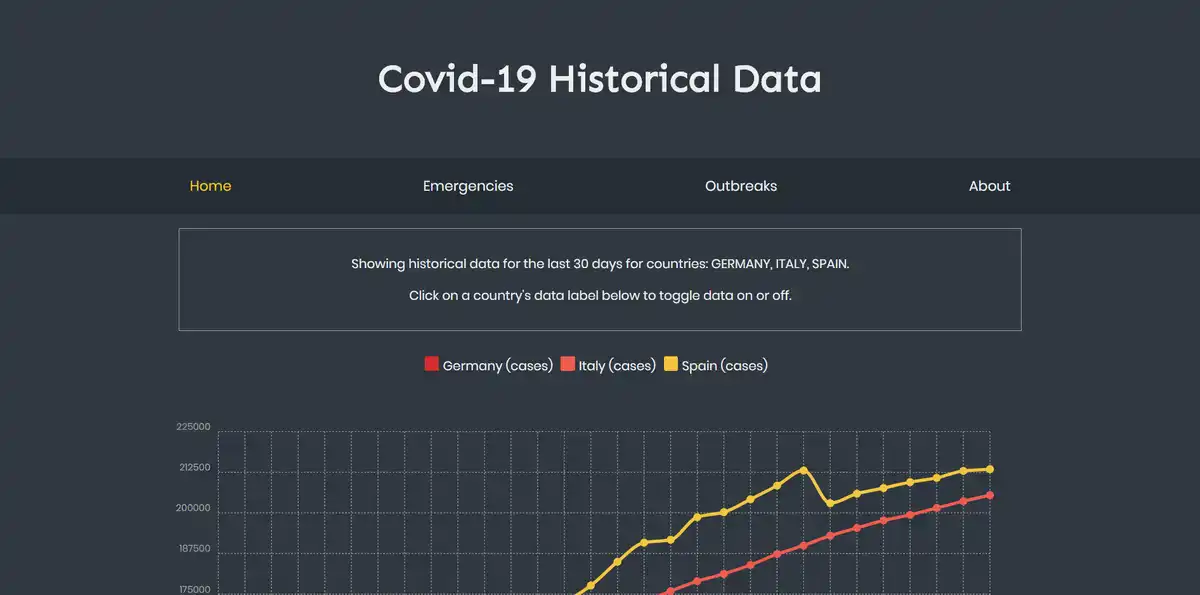 Covid-19 Historical Data
Home Emergencies Outbreaks About
Showing historical data for the last 30 days for countries: GERMANY, ITALY, SPAIN.
Click on a country's data label below to toggle data on or off.
Germany (cases) Italy (cases) Spain (cases)
225000
212500
200000
187500
175000